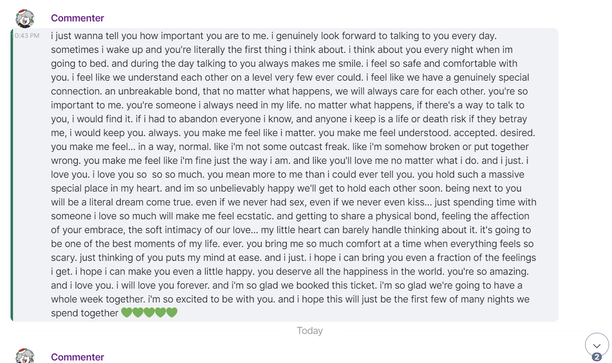 Commenter
0:43 PM
i just wanna tell you how important you are to me. i genuinely look forward to talking to you every day.
sometimes i wake up and you're literally the first thing i think about. i think about you every night when im
going to bed. and during the day talking to you always makes me smile. i feel so safe and comfortable with
you. i feel like we understand each other on a level very few ever could. i feel like we have a genuinely special
connection. an unbreakable bond, that no matter what happens, we will always care for each other. you're so
important to me. you're someone i always need in my life. no matter what happens, if there's a way to talk to
you, i would find it. if i had to abandon everyone i know, and anyone i keep is a life or death risk if they betray
me, i would keep you. always. you make me feel like i matter. you make me feel understood. accepted. desired.
you make me feel... in a way, normal. like i'm not some outcast freak. like i'm somehow broken or put together
wrong. you make me feel like i'm fine just the way i am. and like you'll love me no matter what i do. and i just. i
love you. i love you so so so much. you mean more to me than i could ever tell you. you hold such a massive
special place in my heart. and im so unbelievably happy we'll get to hold each other soon. being next to you
will be a literal dream come true. even if we never had sex, even if we never even kiss... just spending time with
someone i love so much will make me feel ecstatic. and getting to share a physical bond, feeling the affection
of your embrace, the soft intimacy of our love... my little heart can barely handle thinking about it. it's going to
be one of the best moments of my life. ever. you bring me so much comfort at a time when everything feels so
scary. just thinking of you puts my mind at ease. and i just. i hope i can bring you even a fraction of the feelings
i get. i hope i can make you even a little happy. you deserve all the happiness in the world. you're so amazing.
and i love you. i will love you forever. and i'm so glad we booked this ticket. i'm so glad we're going to have a
whole week together. i'm so excited to be with you. and i hope this will just be the first few of many nights we
spend together 💚💚💚💚💚
Today
2
Commenter